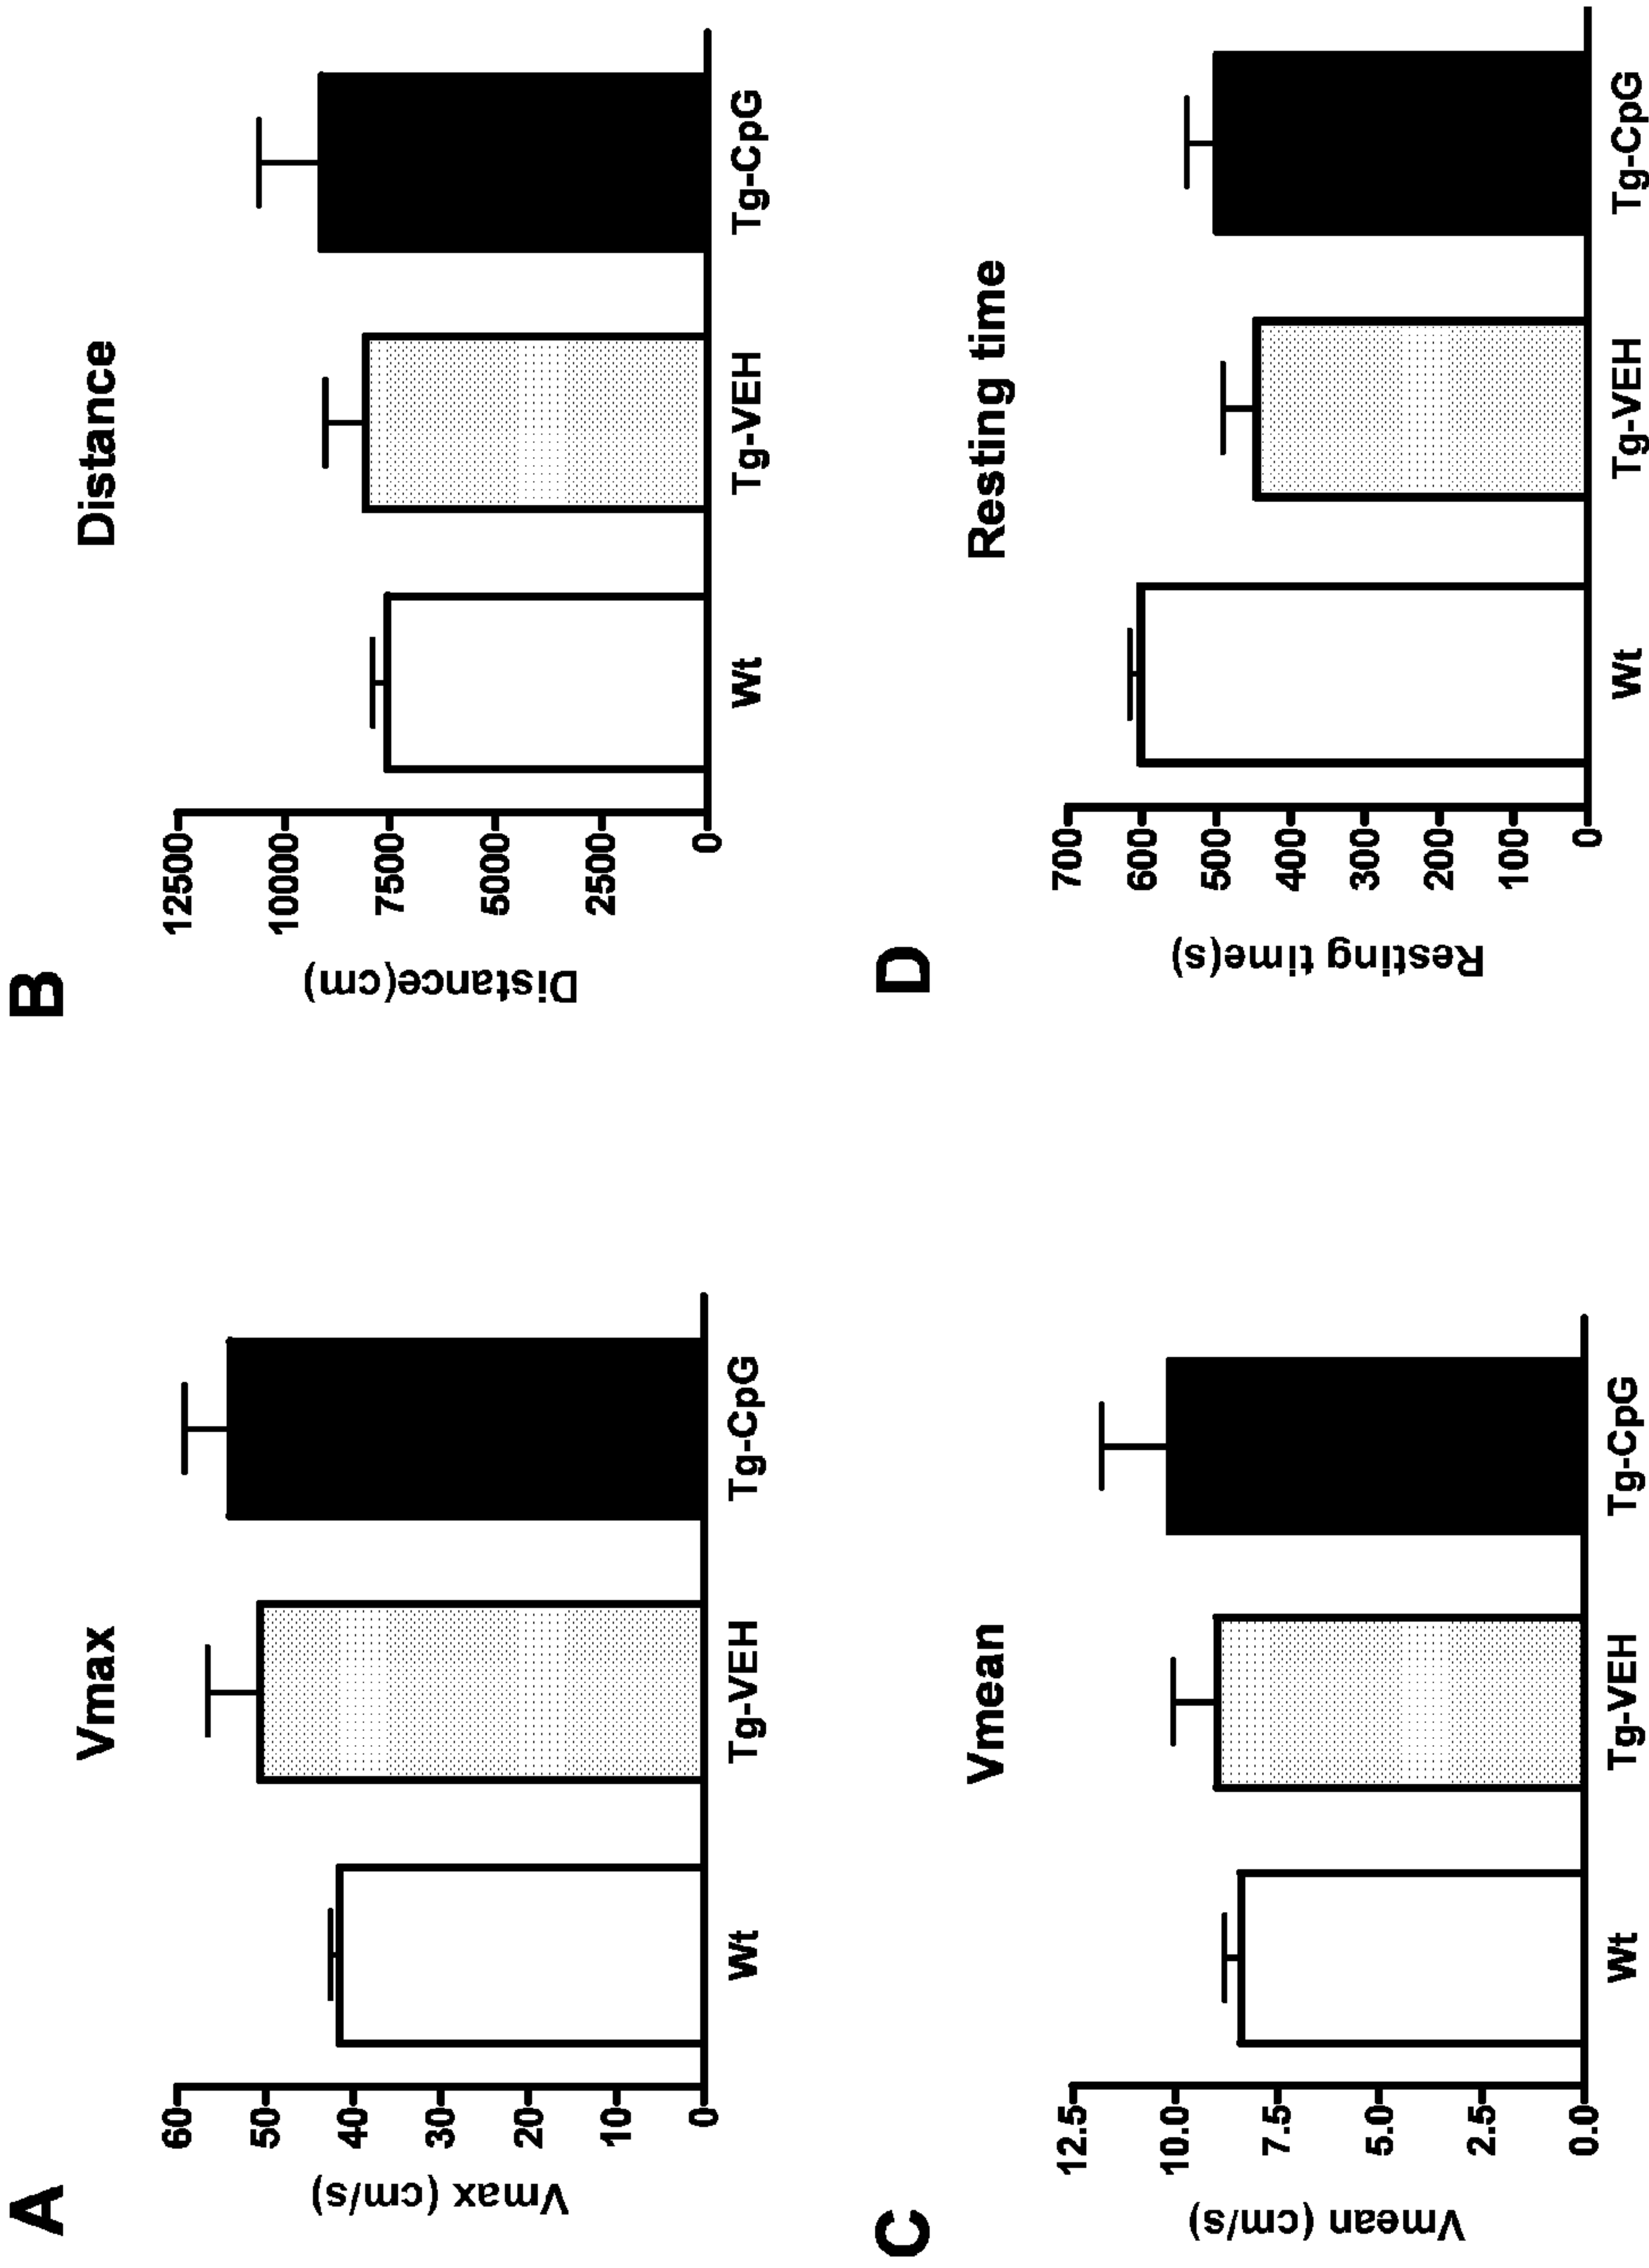 A
Vmax
Vmax (cm/s)
60
50
40
30
20
10
0
Wt
Tg-VEH
Tg-CpG
B
Distance
Distance(cm)
12500
10000
7500
5000
2500
0
Wt
Tg-VEH
Tg-CpG
C
Vmean
Vmean (cm/s)
12.5
10.0
7.5
5.0
2.5
0.0
Wt
Tg-VEH
Tg-CpG
D
Resting time
Resting time(s)
700
600
500
400
300
200
100
0
Wt
Tg-VEH
Tg-CpG